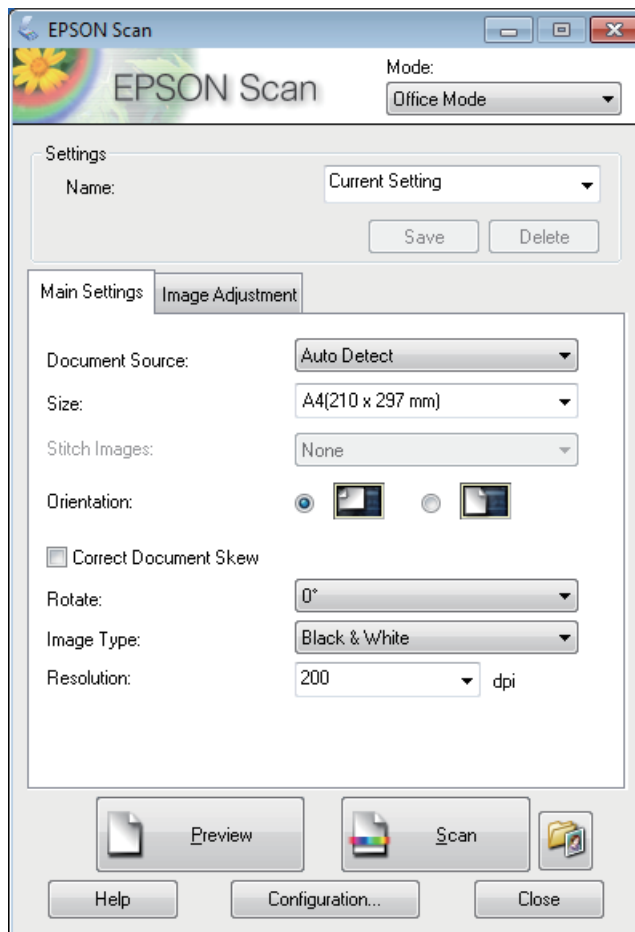 EPSON Scan
EPSON Scan
Mode:
Office Mode
Settings
Name: Current Setting
Save Delete
Main Settings Image Adjustment
Document Source: Auto Detect
Size: A4(210 x 297 mm)
Stitch Images: None
Orientation:
Correct Document Skew
Rotate: 0°
Image Type: Black & White
Resolution: 200 dpi
Preview Scan
Help Configuration... Close